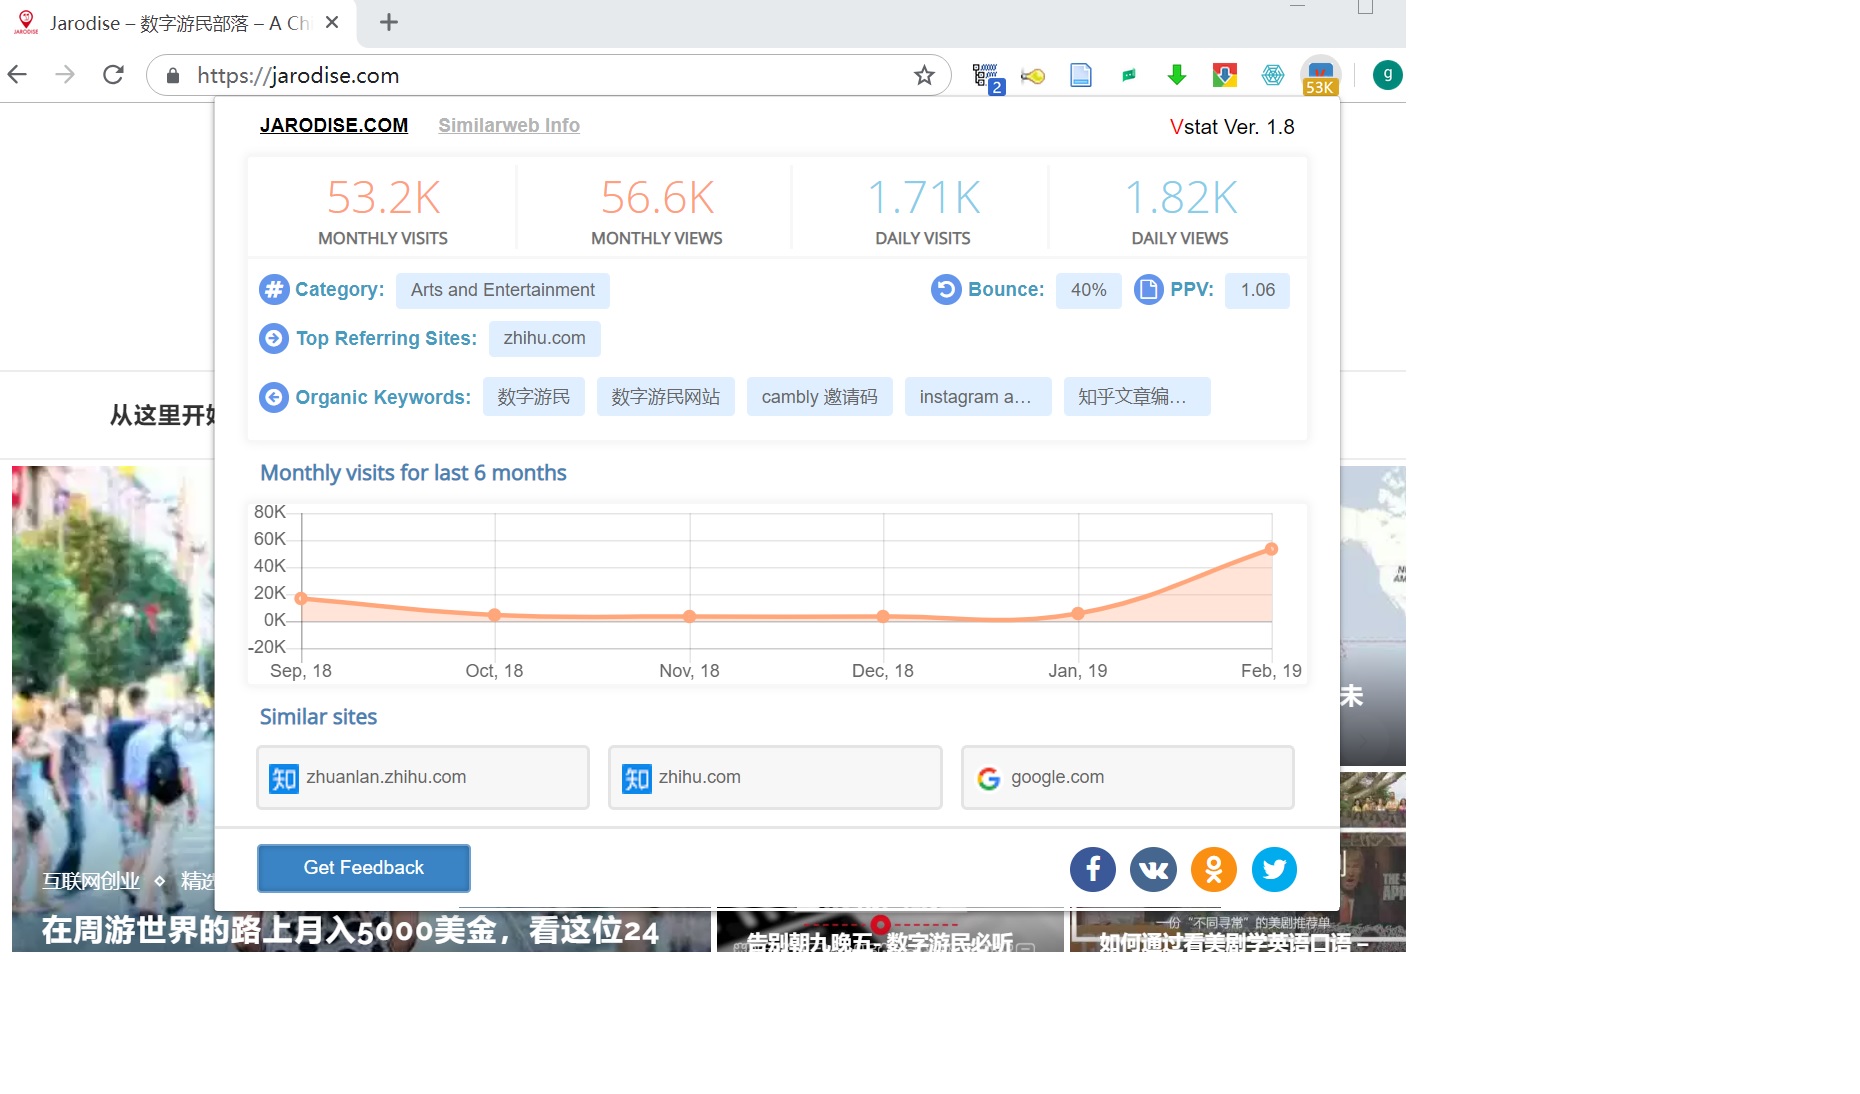 Jarodise – 数字游民部落 – A Chi
https://jarodise.com
2
53K
g
JARODISE.COM Similarweb Info Vstat Ver. 1.8
53.2K 56.6K 1.71K 1.82K
MONTHLY VISITS MONTHLY VIEWS DAILY VISITS DAILY VIEWS
Category: Arts and Entertainment Bounce: 40% PPV: 1.06
Top Referring Sites: zhihu.com
Organic Keywords: 数字游民 数字游民网站 cambly 邀请码 instagram a… 知乎文章编…
从这里开始
Monthly visits for last 6 months
80K
60K
40K
20K
0K
-20K
Sep, 18 Oct, 18 Nov, 18 Dec, 18 Jan, 19 Feb, 19
未
Similar sites
知 zhuanlan.zhihu.com 知 zhihu.com G google.com
Get Feedback
互联网创业 ⋄ 精选
THE
APP
在周游世界的路上月入5000美金，看这位24
告别朝九晚五- 数字游民必听
一份“不同寻常”的美剧推荐单
如何通过看美剧学英语口语 –